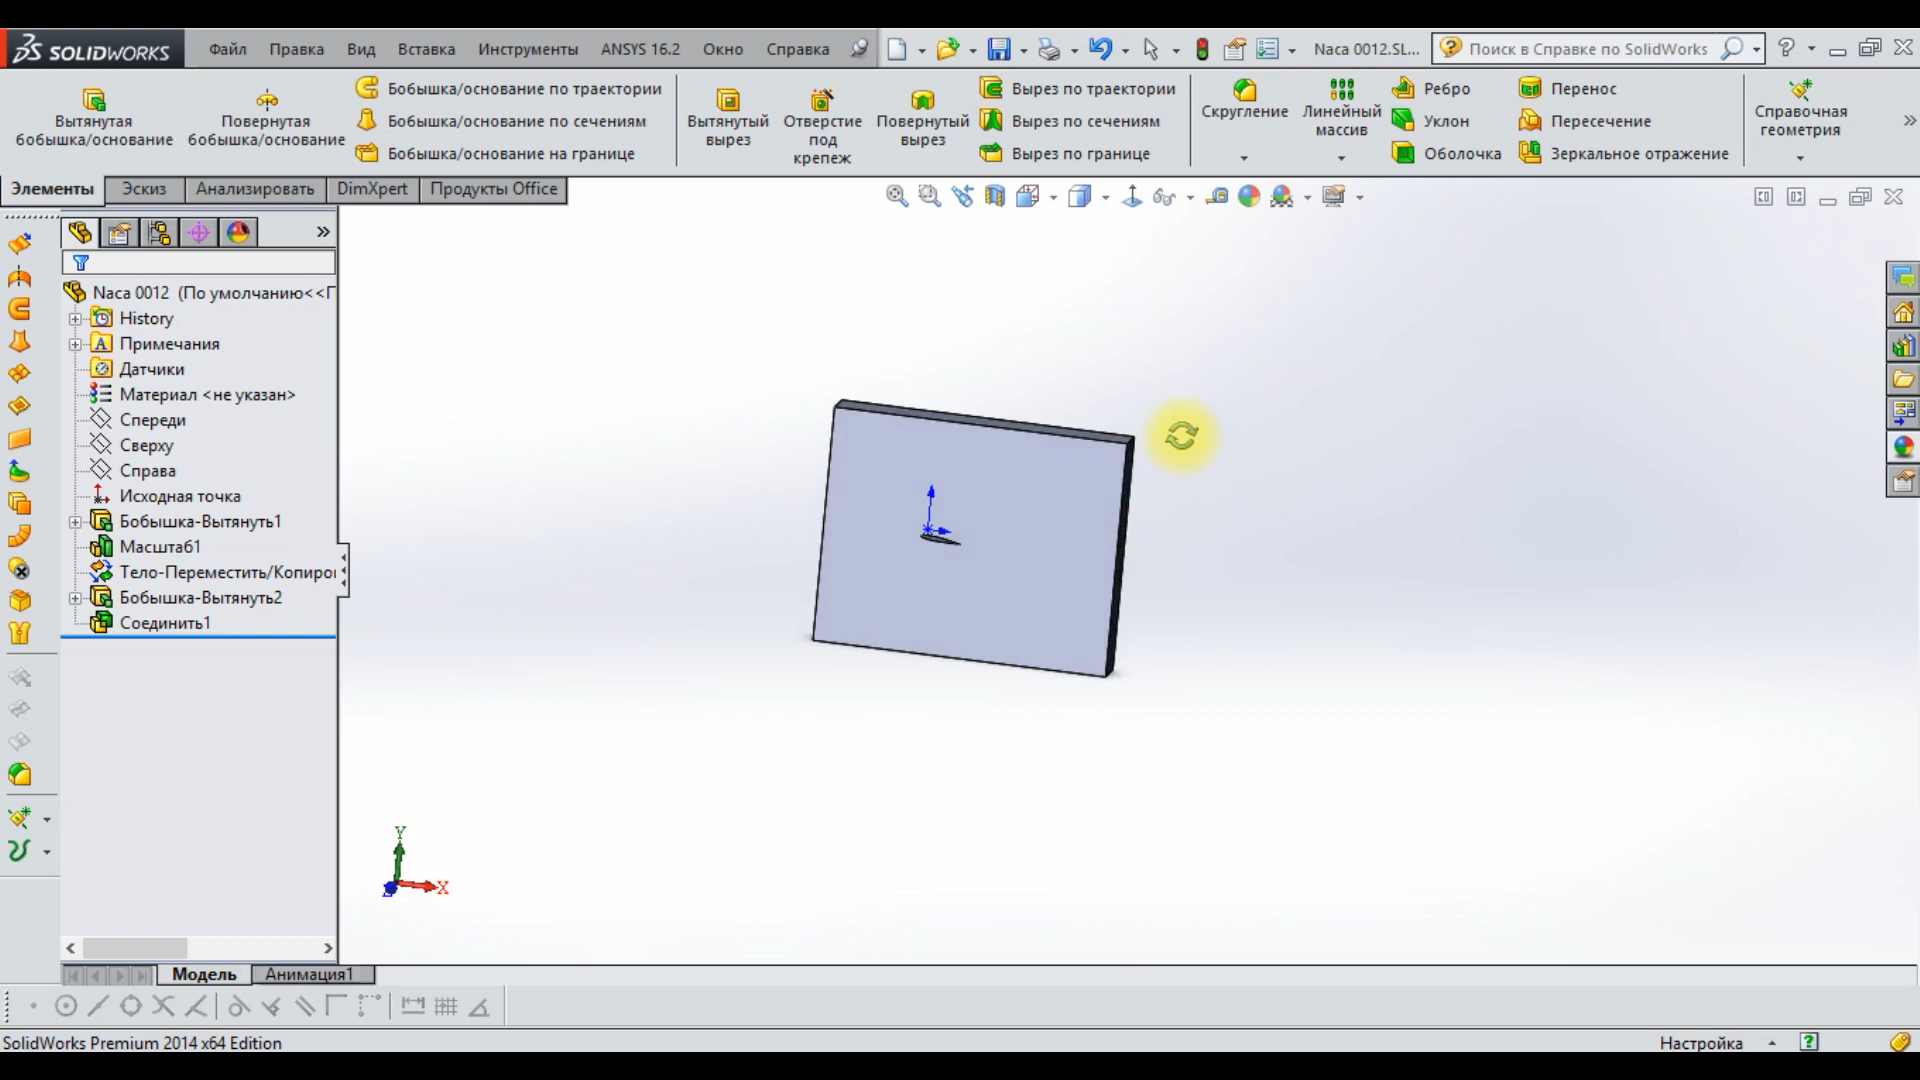 SOLIDWORKS Файл Правка Вид Вставка Инструменты ANSYS 16.2 Окно Справка Naca 0012.SL... Поиск в Справке по SolidWorks
Вытянутая бобышка/основание
Повернутая бобышка/основание
Бобышка/основание по траектории
Бобышка/основание по сечениям
Бобышка/основание на границе
Вытянутый вырез
Отверстие под крепеж
Повернутый вырез
Вырез по траектории
Вырез по сечениям
Вырез по границе
Скругление
Линейный массив
Ребро
Уклон
Оболочка
Перенос
Пересечение
Зеркальное отражение
Справочная геометрия
Элементы Эскиз Анализировать DimXpert Продукты Office
Naca 0012 (По умолчанию<<Г
History
Примечания
Датчики
Материал <не указан>
Спереди
Сверху
Справа
Исходная точка
Бобышка-Вытянуть1
Масштаб1
Тело-Переместить/Копиро
Бобышка-Вытянуть2
Соединить1
Y
X
Модель Анимация1
SolidWorks Premium 2014 x64 Edition Настройка